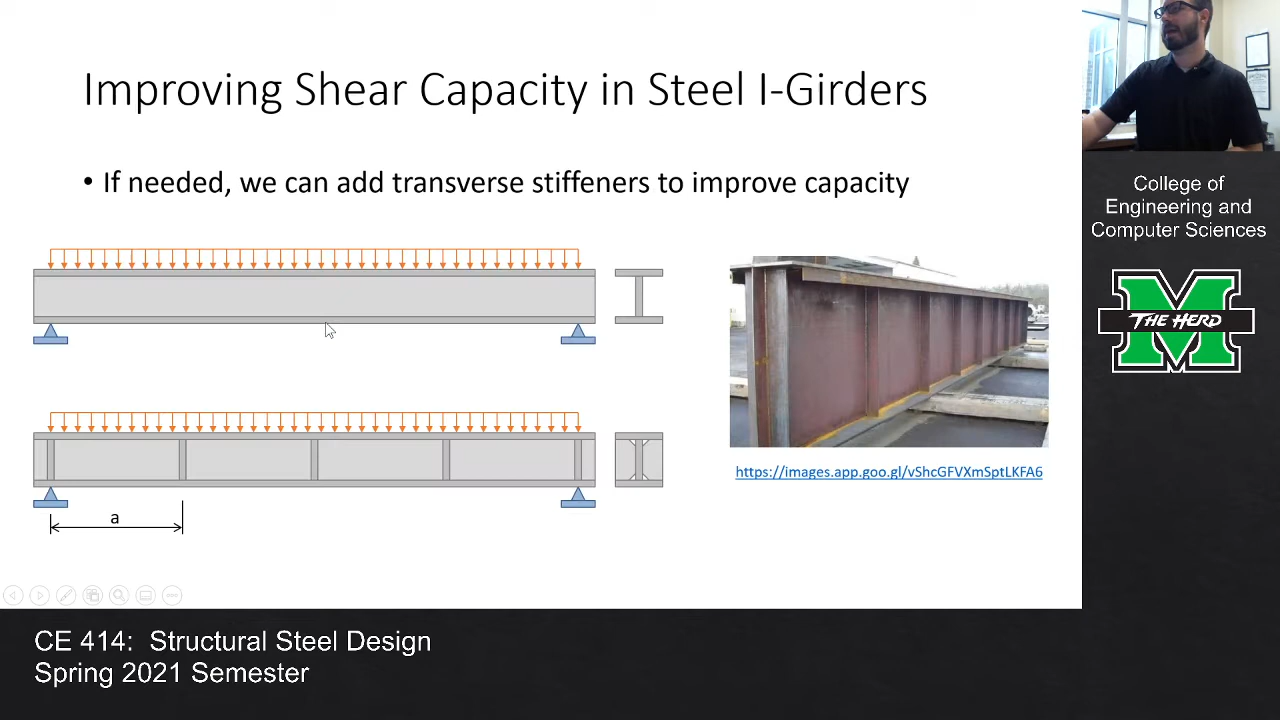 Improving Shear Capacity in Steel I-Girders
• If needed, we can add transverse stiffeners to improve capacity
a
https://images.app.goo.gl/vShcGFVXmSptLKFA6
College of
Engineering and
Computer Sciences
THE HERD
CE 414: Structural Steel Design
Spring 2021 Semester